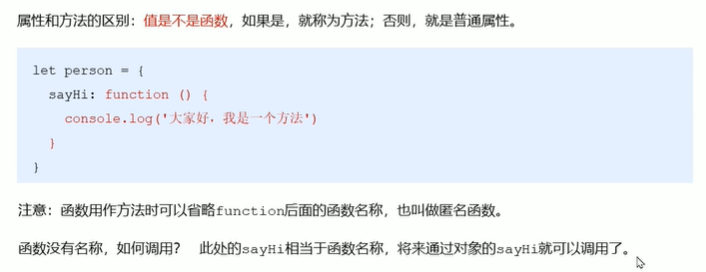 属性和方法的区别：值是不是函数，如果是，就称为方法；否则，就是普通属性。
let person = {
  sayHi: function () {
    console.log('大家好，我是一个方法')
  }
}
注意：函数用作方法时可以省略function后面的函数名称，也叫做匿名函数。
函数没有名称，如何调用？ 此处的sayHi相当于函数名称，将来通过对象的sayHi就可以调用了。